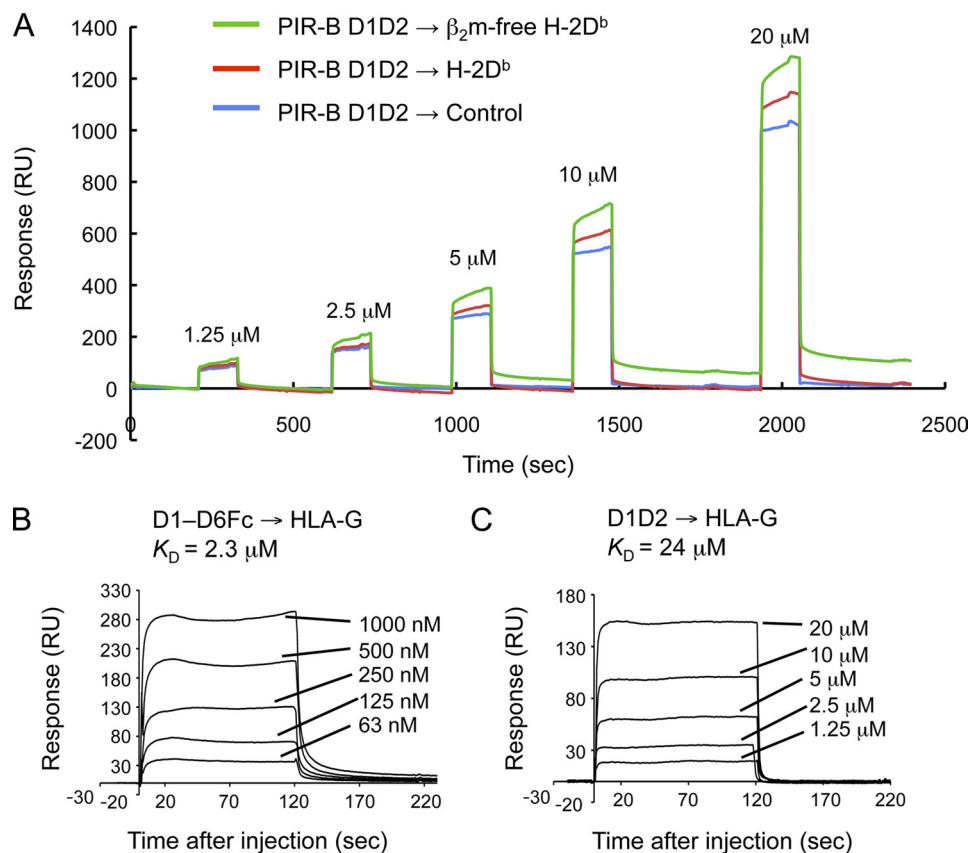 A
PIR-B D1D2 → β₂m-free H-2Dᵇ
PIR-B D1D2 → H-2Dᵇ
PIR-B D1D2 → Control
1400
1200
1000
800
600
400
200
0
-200
Response (RU)
1.25 μM
2.5 μM
5 μM
10 μM
20 μM
0
500
1000
1500
2000
2500
Time (sec)
B
D1–D6Fc → HLA-G
K_D = 2.3 μM
330
280
230
180
130
80
30
−20
Response (RU)
1000 nM
500 nM
250 nM
125 nM
63 nM
−30
20
70
120
170
220
Time after injection (sec)
C
D1D2 → HLA-G
K_D = 24 μM
180
130
80
30
−20
Response (RU)
20 μM
10 μM
5 μM
2.5 μM
1.25 μM
−30
20
70
120
170
220
Time after injection (sec)